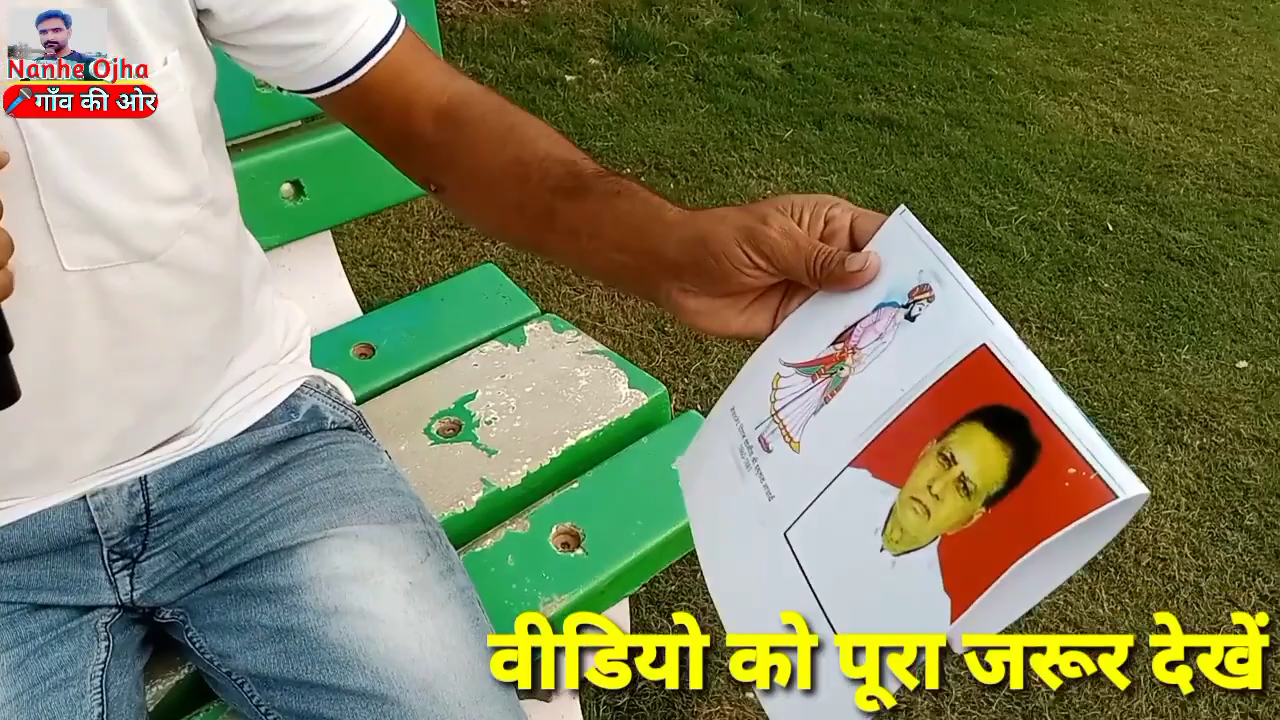 Nanhe Ojha
गाँव की ओर
वीडियो को पूरा जरूर देखें